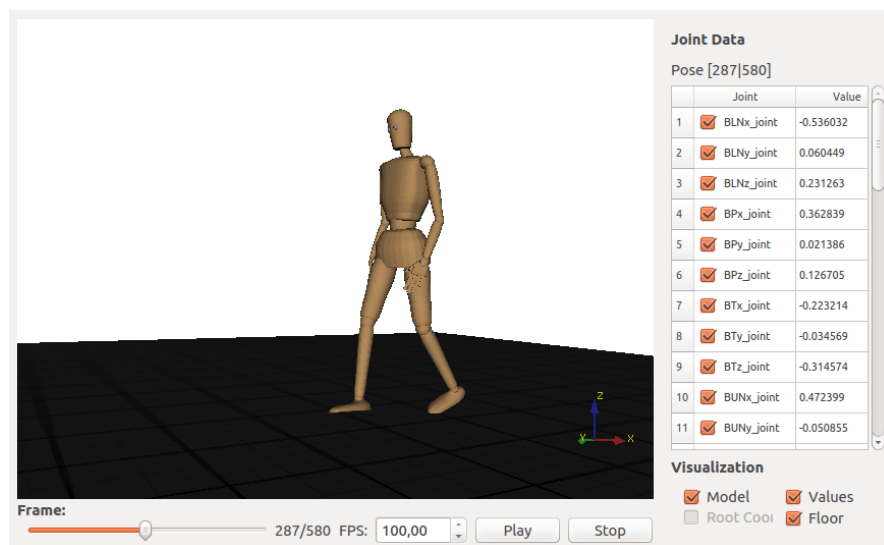 Joint Data
Pose [287|580]
Joint Value
1 BLNx_joint -0.536032
2 BLNy_joint 0.060449
3 BLNz_joint 0.231263
4 BPx_joint 0.362839
5 BPy_joint 0.021386
6 BPz_joint 0.126705
7 BTx_joint -0.223214
8 BTy_joint -0.034569
9 BTz_joint -0.314574
10 BUNx_joint 0.472399
11 BUNy_joint -0.050855
Z
Y X
Visualization
Model Values
Root Coor Floor
Frame:
287/580 FPS: 100,00 Play Stop